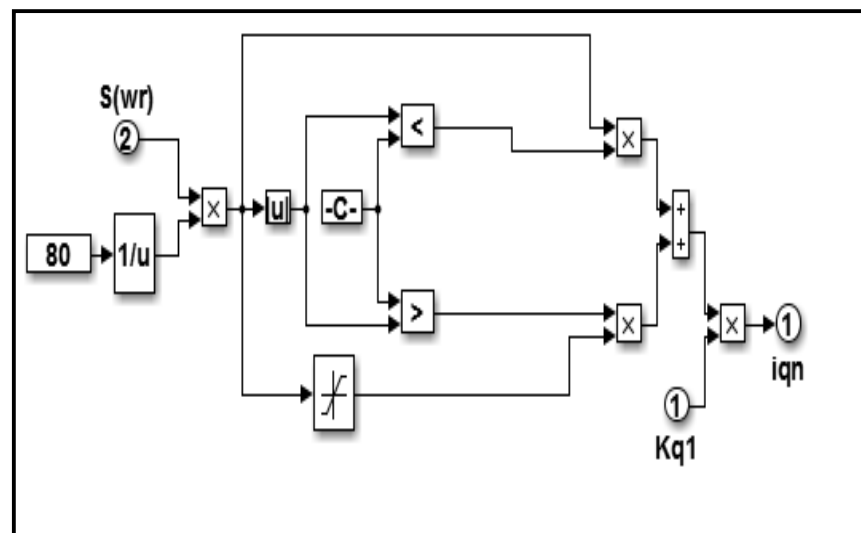 S(wr)
2
×
80
1/u
|u|
-C-
<
>
×
×
+
+
×
1
iqn
1
Kq1